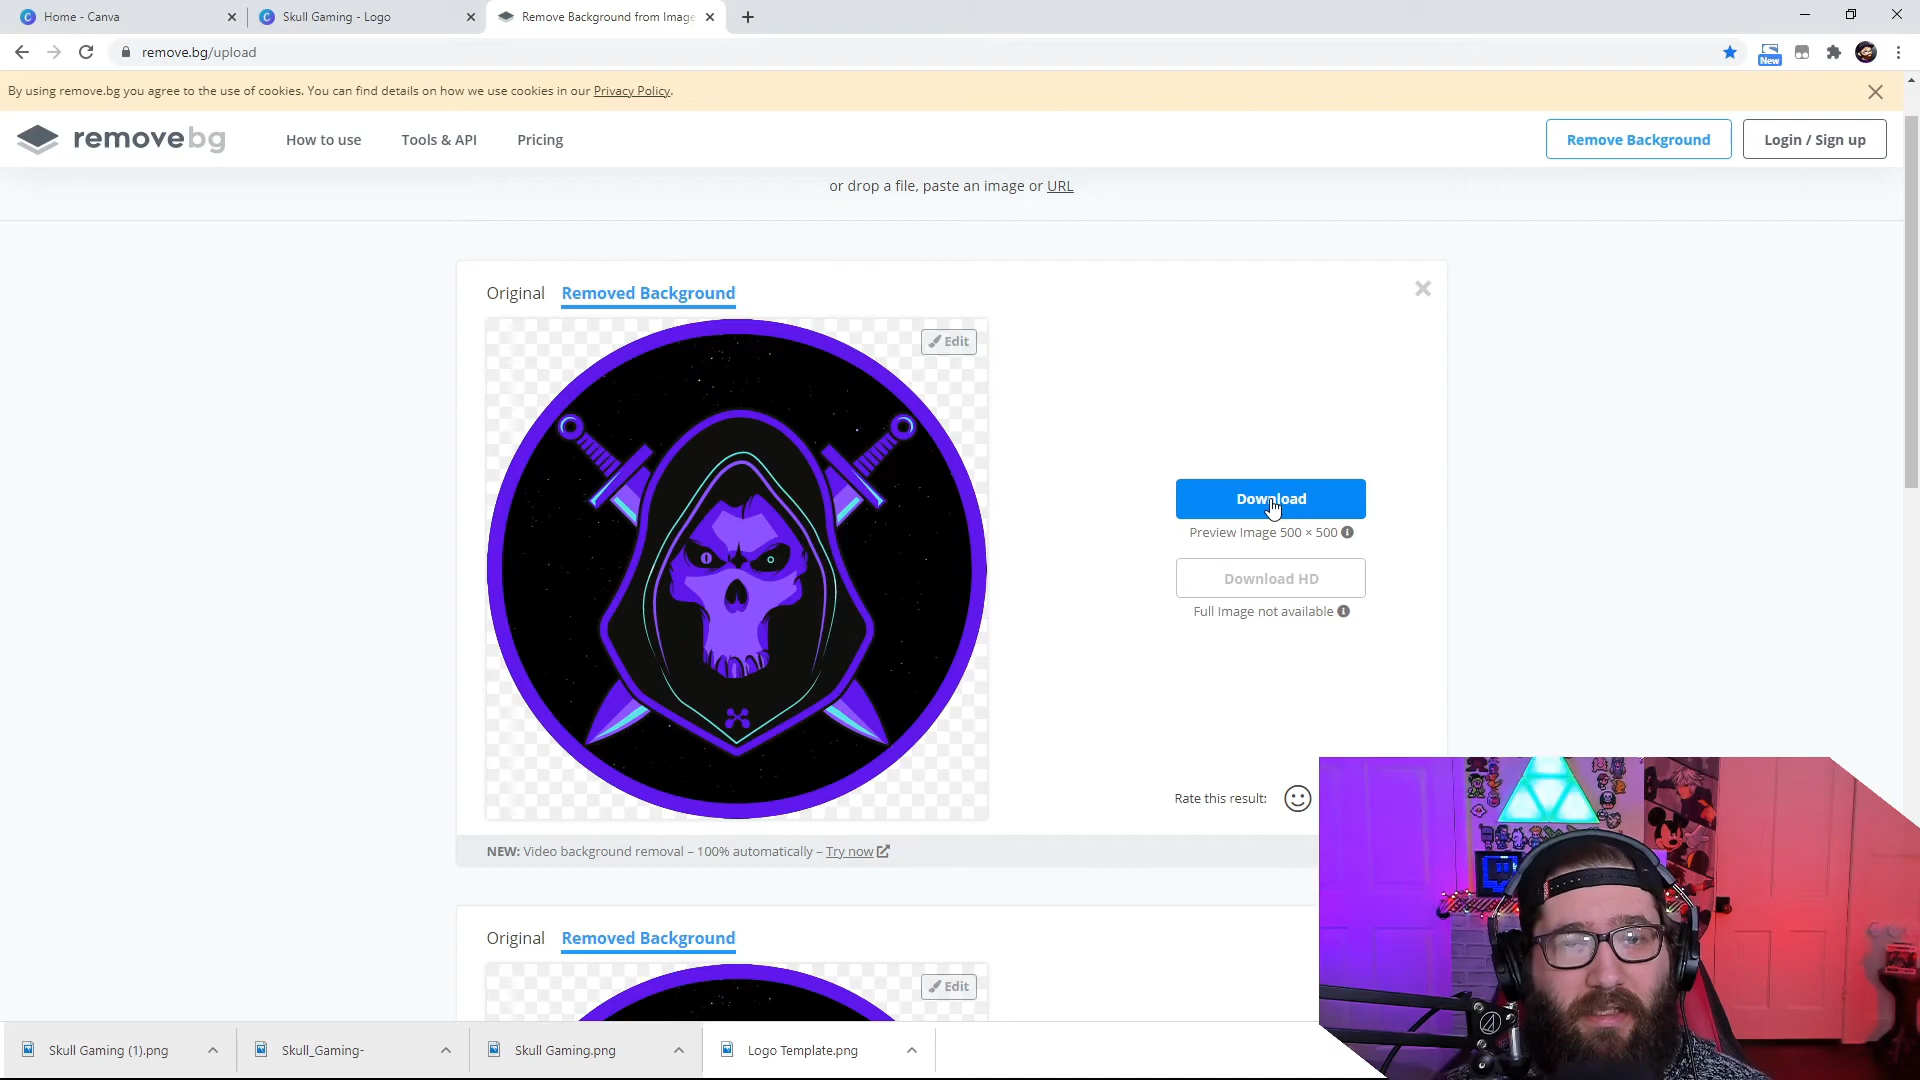 Home - Canva
Skull Gaming - Logo
Remove Background from Image
remove.bg/upload
New
By using remove.bg you agree to the use of cookies. You can find details on how we use cookies in our Privacy Policy.
removebg
How to use
Tools & API
Pricing
Remove Background
Login / Sign up
or drop a file, paste an image or URL
Original
Removed Background
Edit
Download
Preview Image 500 × 500
Download HD
Full Image not available
Rate this result:
NEW: Video background removal – 100% automatically – Try now
Original
Removed Background
Edit
Skull Gaming (1).png
Skull_Gaming-
Skull Gaming.png
Logo Template.png